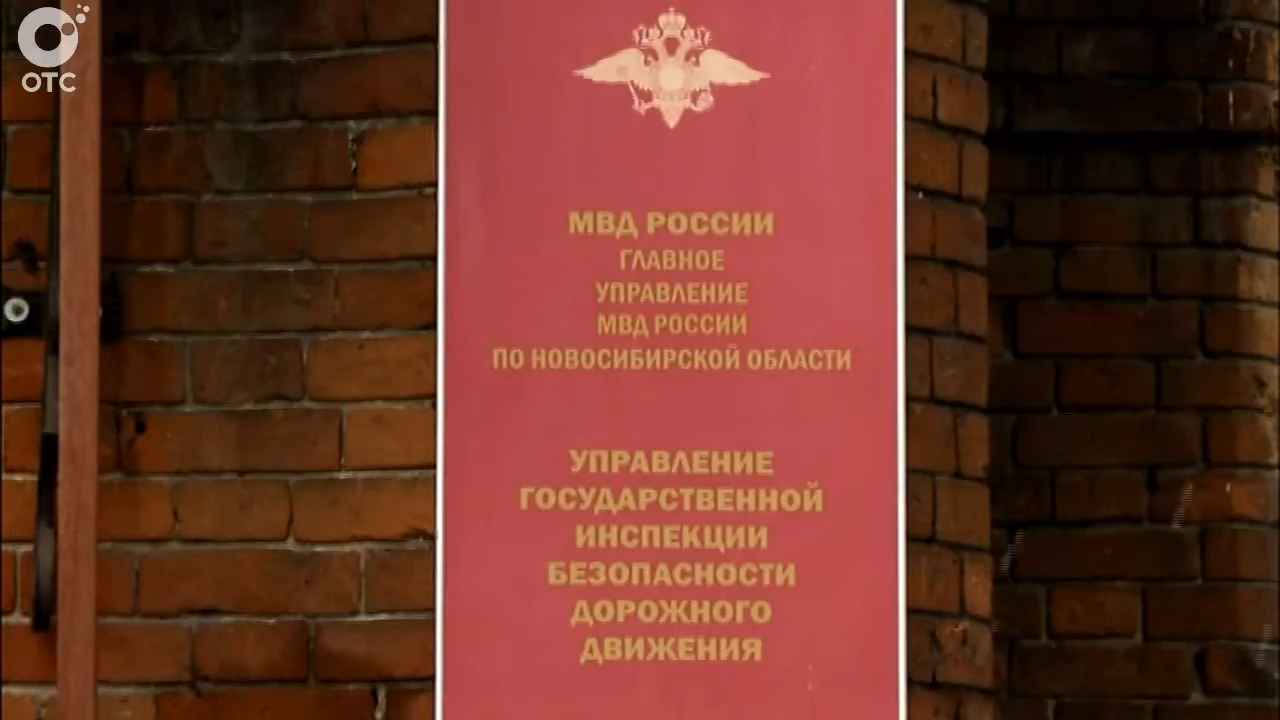 ОТС
МВД РОССИИ
ГЛАВНОЕ
УПРАВЛЕНИЕ
МВД РОССИИ
ПО НОВОСИБИРСКОЙ ОБЛАСТИ
УПРАВЛЕНИЕ
ГОСУДАРСТВЕННОЙ
ИНСПЕКЦИИ
БЕЗОПАСНОСТИ
ДОРОЖНОГО
ДВИЖЕНИЯ